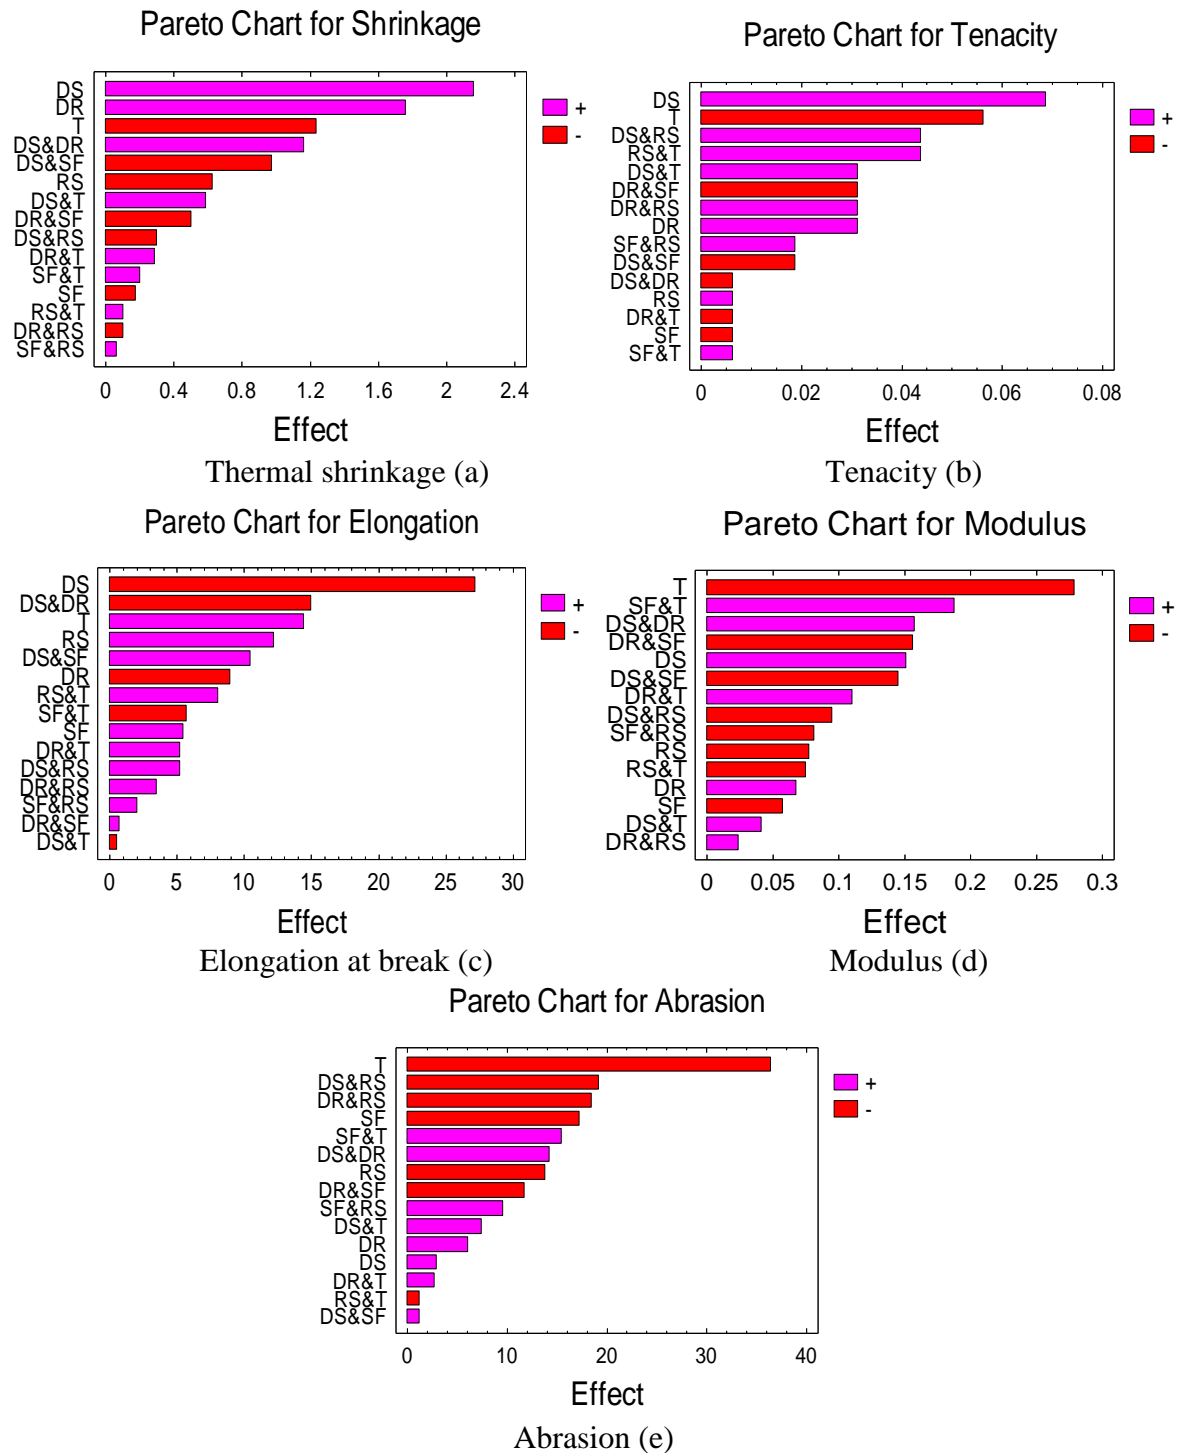 Pareto Chart for Shrinkage
DS
DR
T
DS&DR
DS&SF
RS
DS&T
DR&SF
DS&RS
DR&T
SF&T
SF
RS&T
DR&RS
SF&RS
+
-
0 0.4 0.8 1.2 1.6 2 2.4
Effect
Thermal shrinkage (a)
Pareto Chart for Tenacity
DS
T
DS&RS
RS&T
DS&T
DR&SF
DR&RS
DR
SF&RS
DS&SF
DS&DR
RS
DR&T
SF
SF&T
+
-
0 0.02 0.04 0.06 0.08
Effect
Tenacity (b)
Pareto Chart for Elongation
DS
DS&DR
T
RS
DS&SF
DR
RS&T
SF&T
SF
DR&T
DS&RS
DR&RS
SF&RS
DR&SF
DS&T
+
-
0 5 10 15 20 25 30
Effect
Elongation at break (c)
Pareto Chart for Modulus
T
SF&T
DS&DR
DR&SF
DS
DS&SF
DR&T
DS&RS
SF&RS
RS
RS&T
DR
SF
DS&T
DR&RS
+
-
0 0.05 0.1 0.15 0.2 0.25 0.3
Effect
Modulus (d)
Pareto Chart for Abrasion
T
DS&RS
DR&RS
SF
SF&T
DS&DR
RS
DR&SF
SF&RS
DS&T
DR
DS
DR&T
RS&T
DS&SF
+
-
0 10 20 30 40
Effect
Abrasion (e)